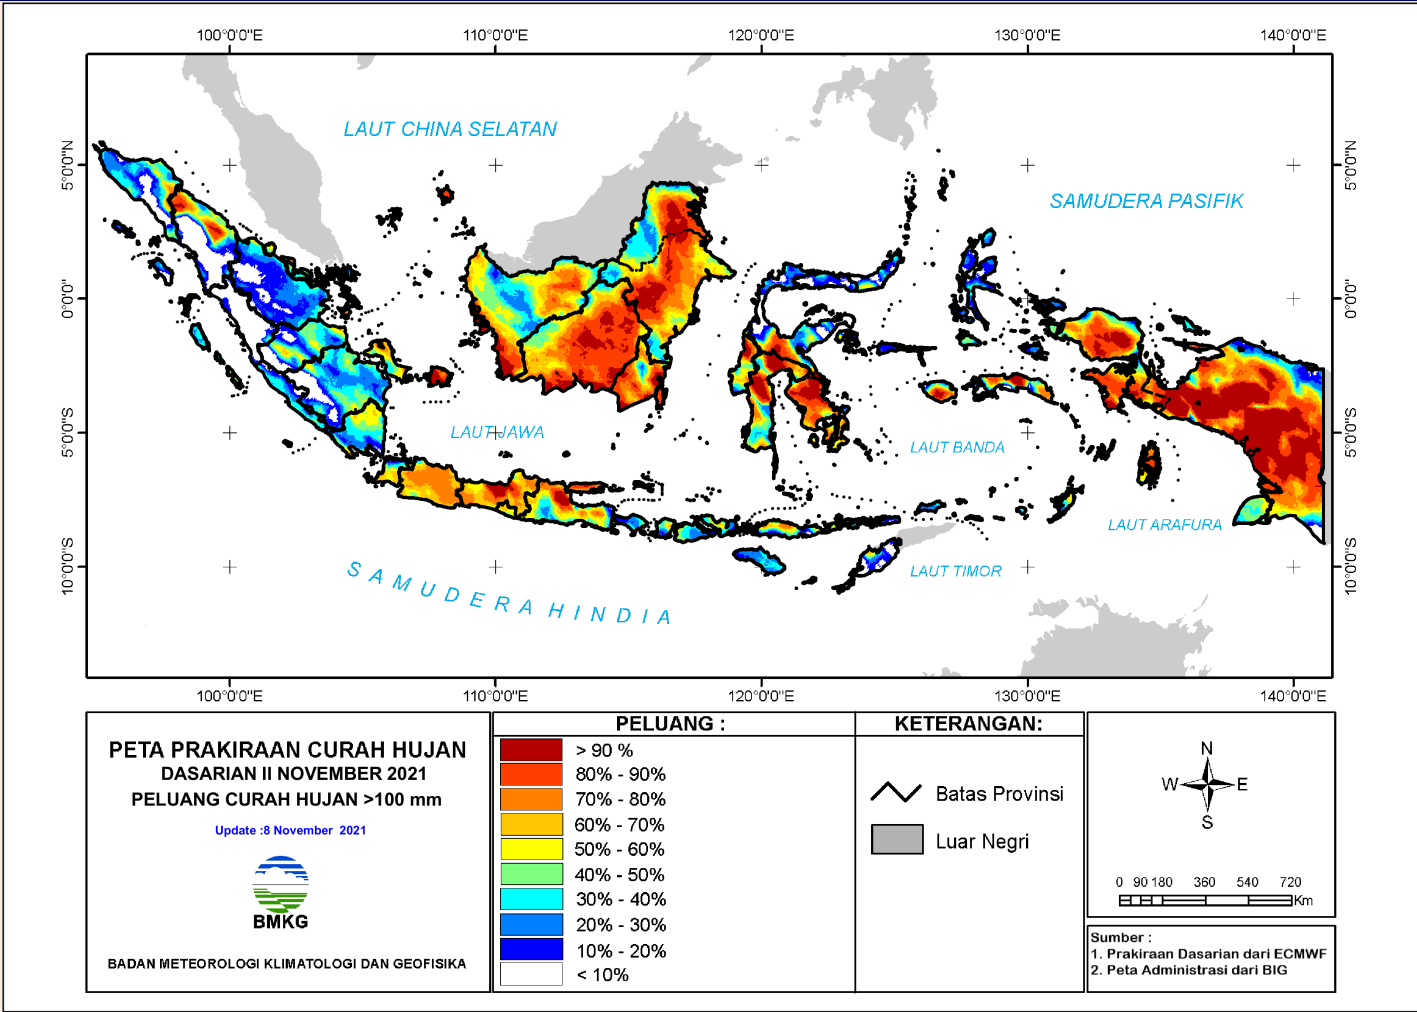 100°0'0"E 110°0'0"E 120°0'0"E 130°0'0"E 140°0'0"E
LAUT CHINA SELATAN
5°0'0"N 5°0'0"N
SAMUDERA PASIFIK
0°0'0" 0°0'0"
LAUT JAWA
5°0'0"S 5°0'0"S
LAUT BANDA
LAUT ARAFURA
LAUT TIMOR
10°0'0"S 10°0'0"S
SAMUDERA HINDIA
100°0'0"E 110°0'0"E 120°0'0"E 130°0'0"E 140°0'0"E
PETA PRAKIRAAN CURAH HUJAN
DASARIAN II NOVEMBER 2021
PELUANG CURAH HUJAN >100 mm
Update :8 November 2021
BMKG
BADAN METEOROLOGI KLIMATOLOGI DAN GEOFISIKA
PELUANG :
> 90 %
80% - 90%
70% - 80%
60% - 70%
50% - 60%
40% - 50%
30% - 40%
20% - 30%
10% - 20%
< 10%
KETERANGAN:
Batas Provinsi
Luar Negri
N
W E
S
0 90 180 360 540 720
Km
Sumber :
1. Prakiraan Dasarian dari ECMWF
2. Peta Administrasi dari BIG